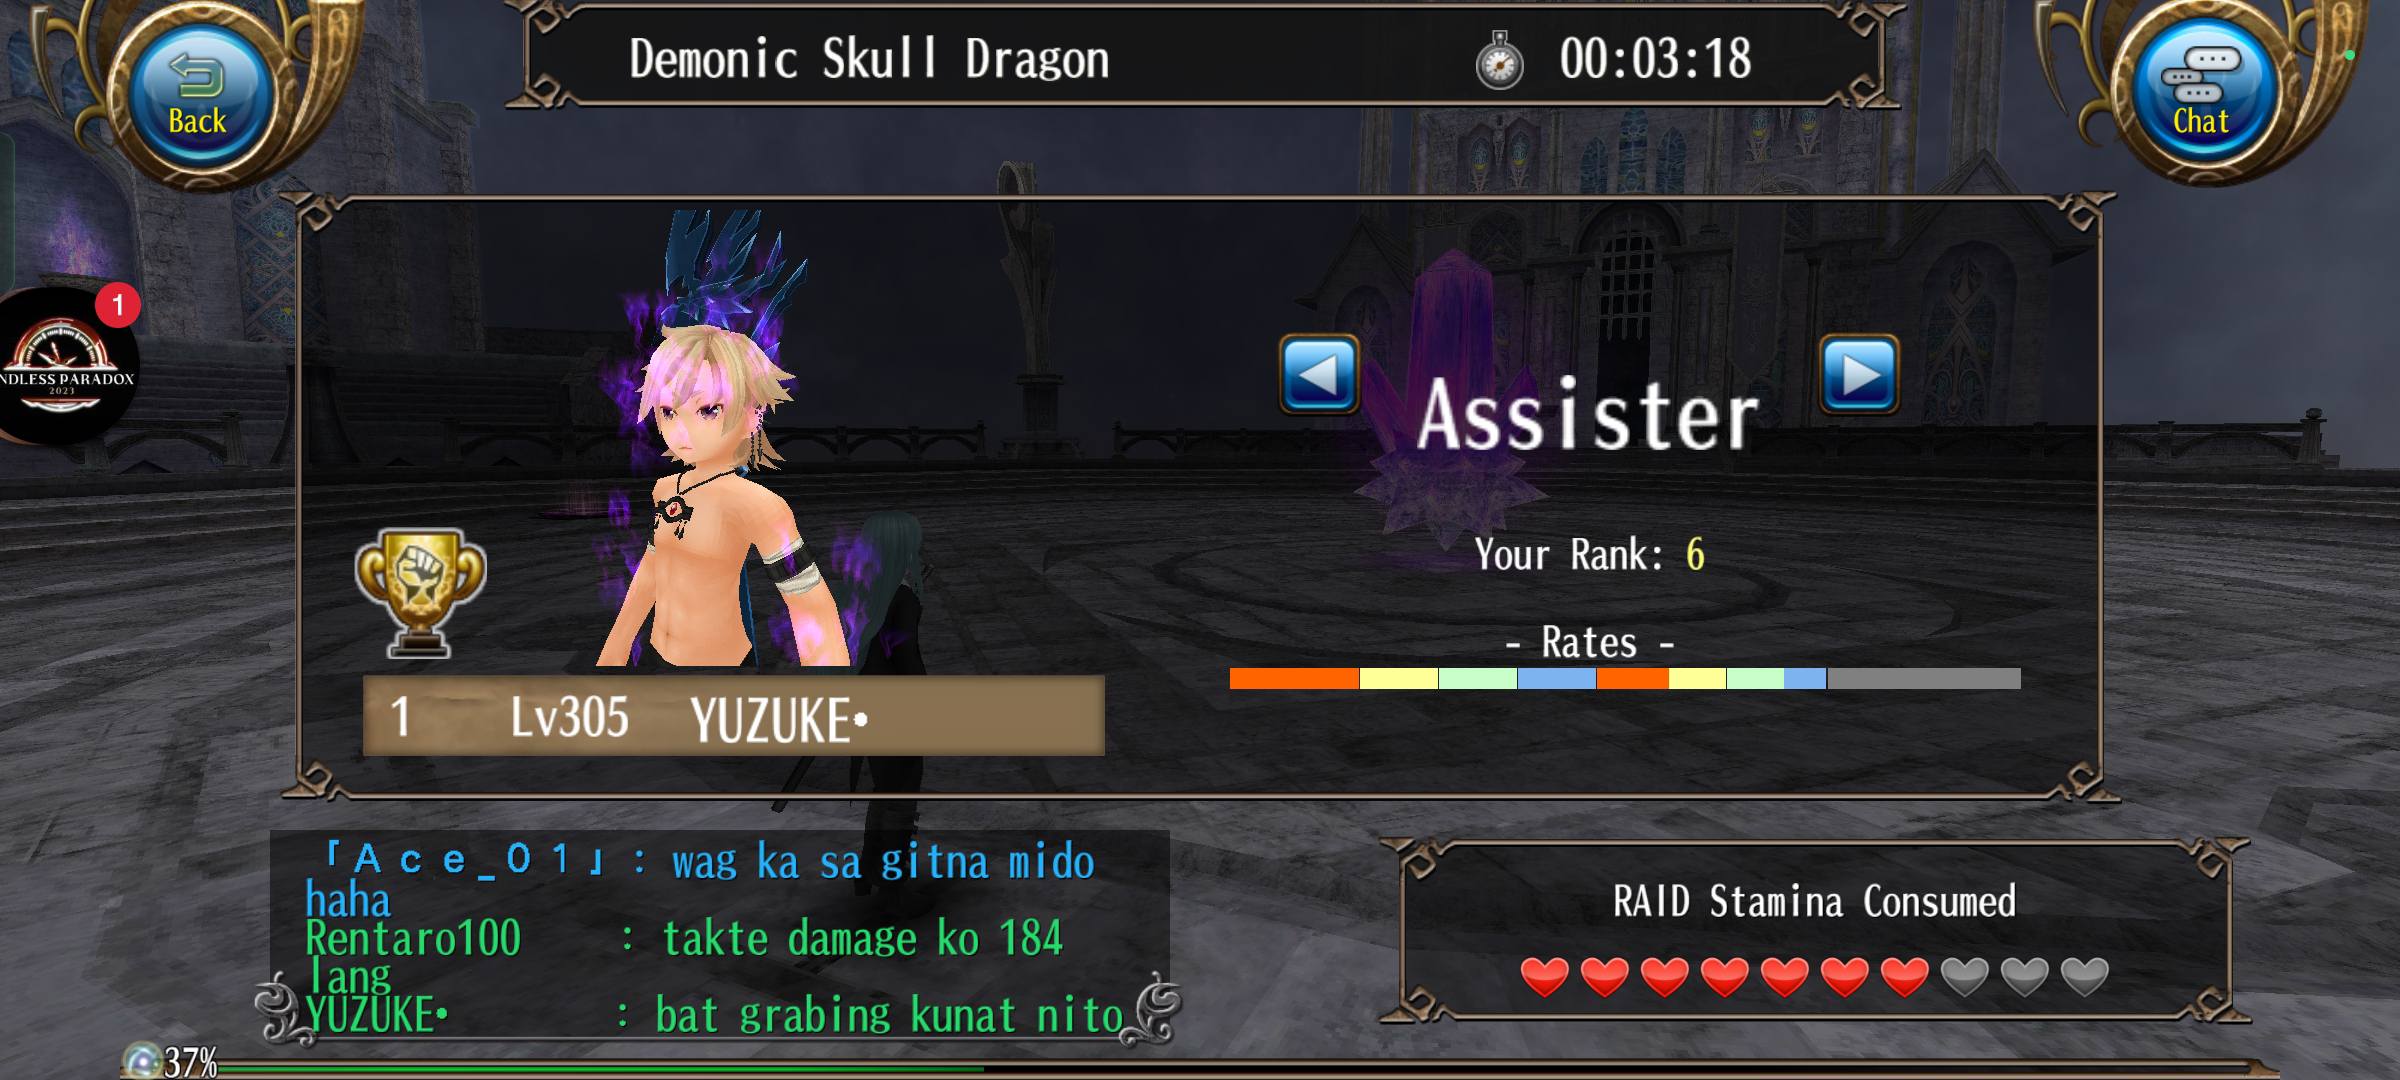 Demonic Skull Dragon 00:03:18
Back
Chat
1
NDLESS PARADOX
2023
Assister
Your Rank: 6
- Rates -
1 Lv305 YUZUKE•
「Ace_01」: wag ka sa gitna mido
haha
Rentaro100 : takte damage ko 184
lang
YUZUKE• : bat grabing kunat nito
RAID Stamina Consumed
37%